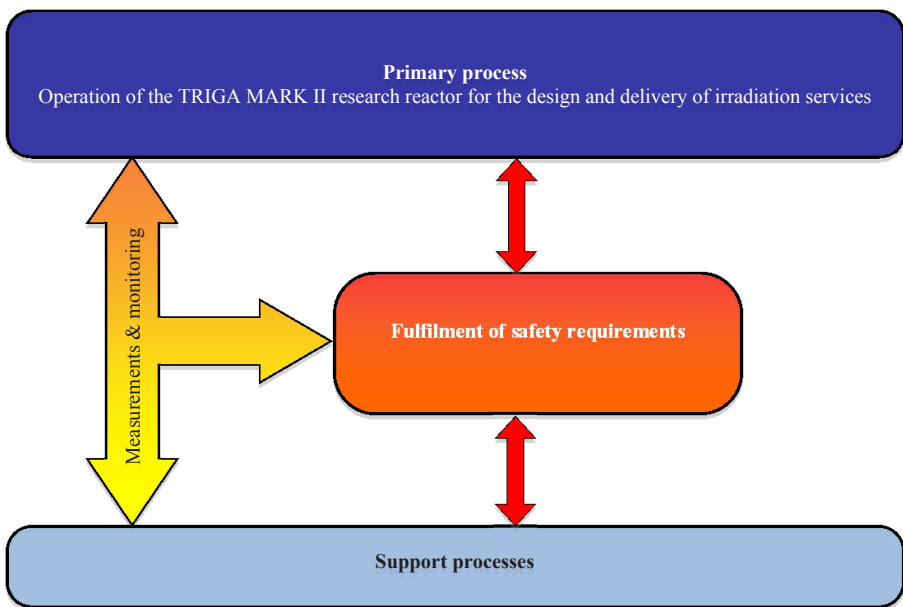 Primary process
Operation of the TRIGA MARK II research reactor for the design and delivery of irradiation services
Measurements & monitoring
Fulfilment of safety requirements
Support processes